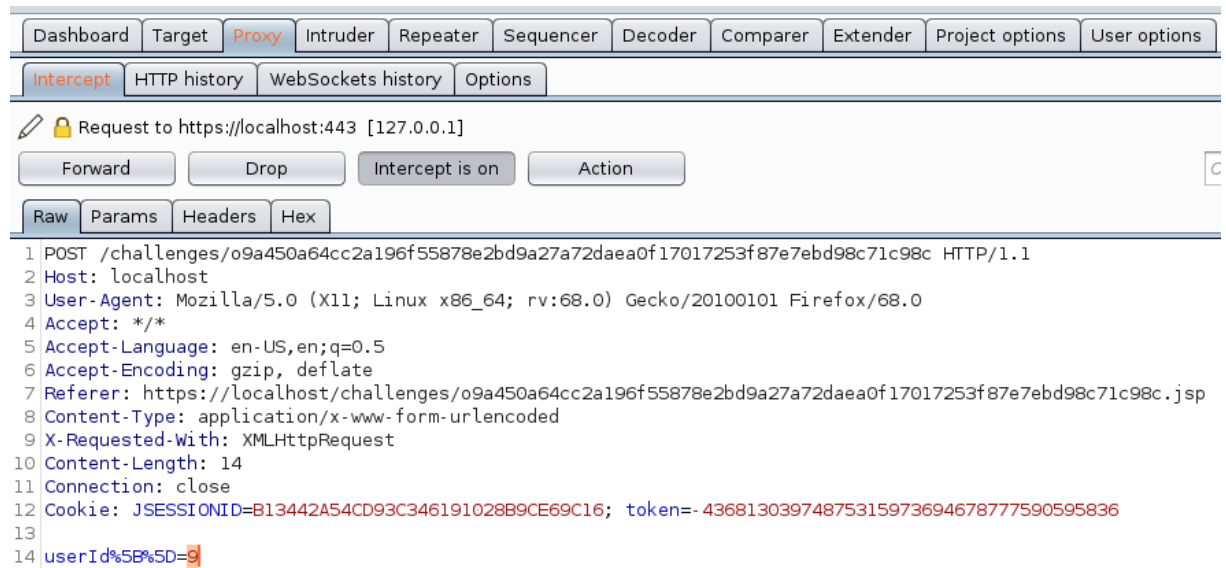 Dashboard Target Proxy Intruder Repeater Sequencer Decoder Comparer Extender Project options User options
Intercept HTTP history WebSockets history Options
Request to https://localhost:443 [127.0.0.1]
Forward Drop Intercept is on Action
Raw Params Headers Hex
1 POST /challenges/o9a450a64cc2a196f55878e2bd9a27a72daea0f17017253f87e7ebd98c71c98c HTTP/1.1
2 Host: localhost
3 User-Agent: Mozilla/5.0 (X11; Linux x86_64; rv:68.0) Gecko/20100101 Firefox/68.0
4 Accept: */*
5 Accept-Language: en-US,en;q=0.5
6 Accept-Encoding: gzip, deflate
7 Referer: https://localhost/challenges/o9a450a64cc2a196f55878e2bd9a27a72daea0f17017253f87e7ebd98c71c98c.jsp
8 Content-Type: application/x-www-form-urlencoded
9 X-Requested-With: XMLHttpRequest
10 Content-Length: 14
11 Connection: close
12 Cookie: JSESSIONID=B13442A54CD93C346191028B9CE69C16; token=-43681303974875315973694678777590595836
13
14 userId%5B%5D=9